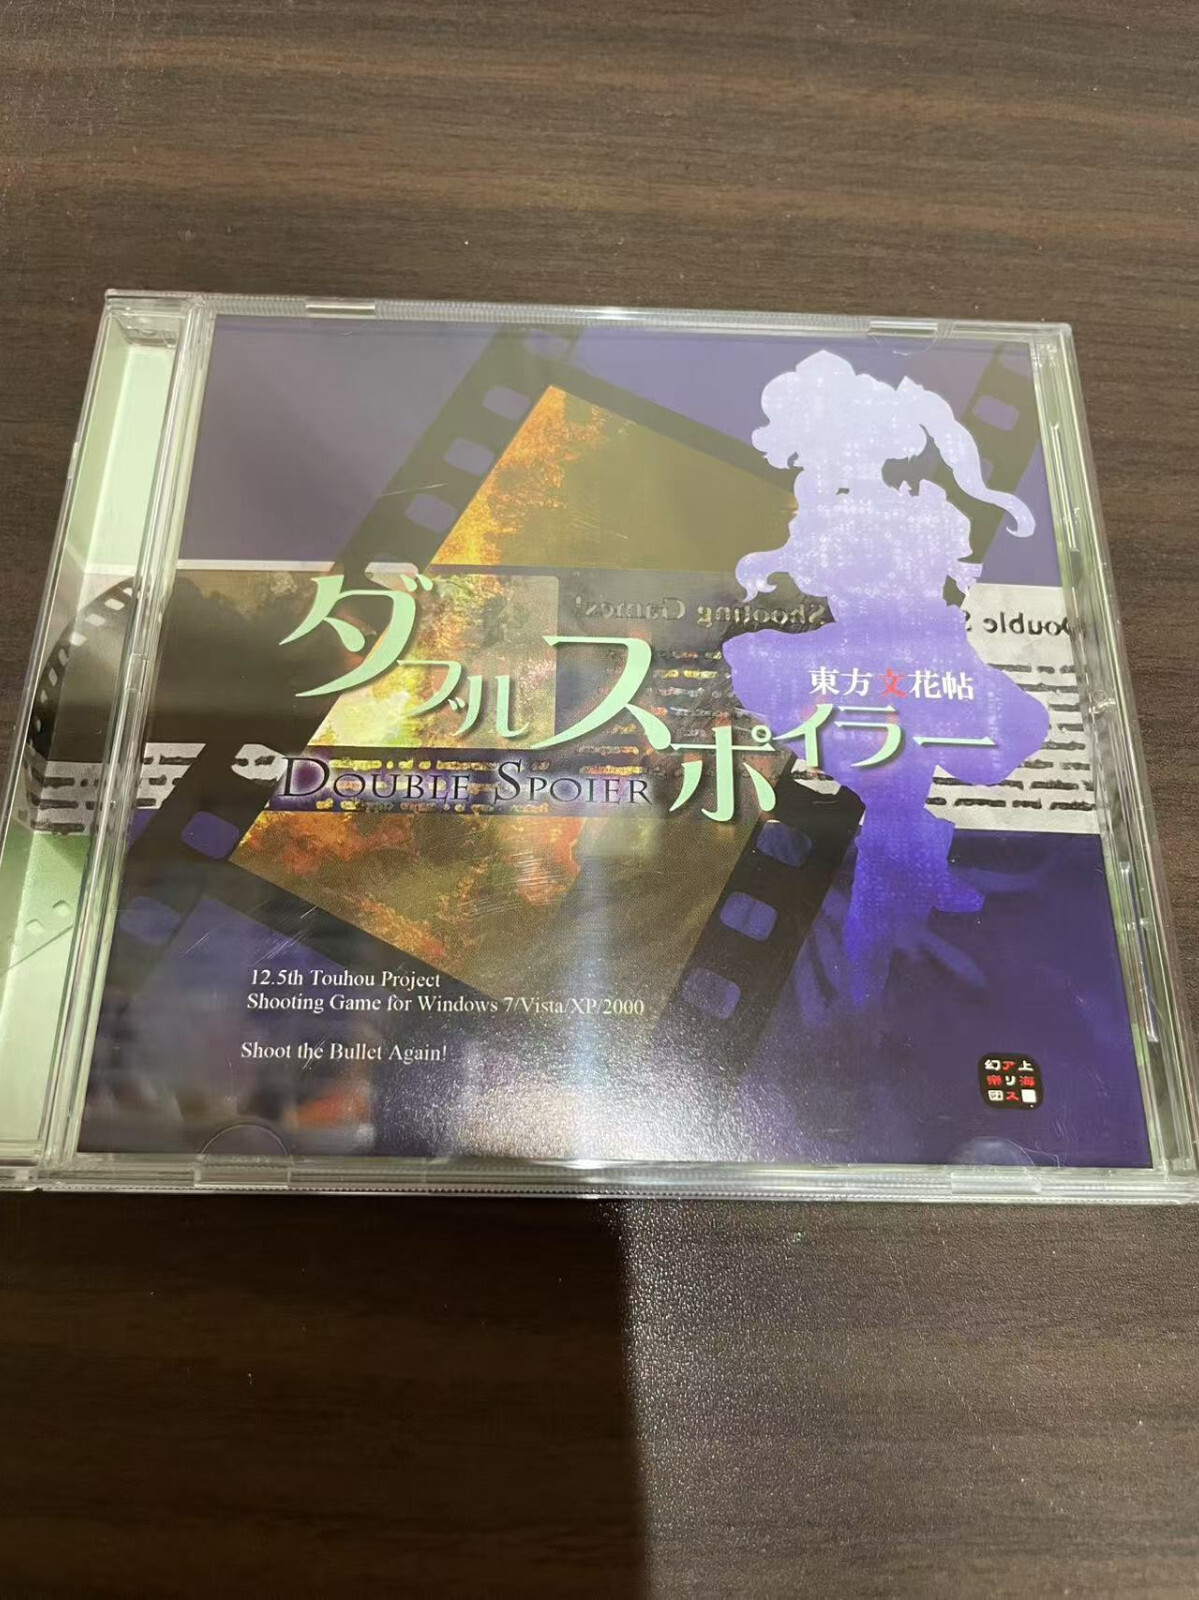 Shooting Games!
Double S
東方文花帖
ダブルスポイラー
DOUBLE SPOIER
12.5th Touhou Project
Shooting Game for Windows 7/Vista/XP/2000
Shoot the Bullet Again!
上海
アリス
幻樂団